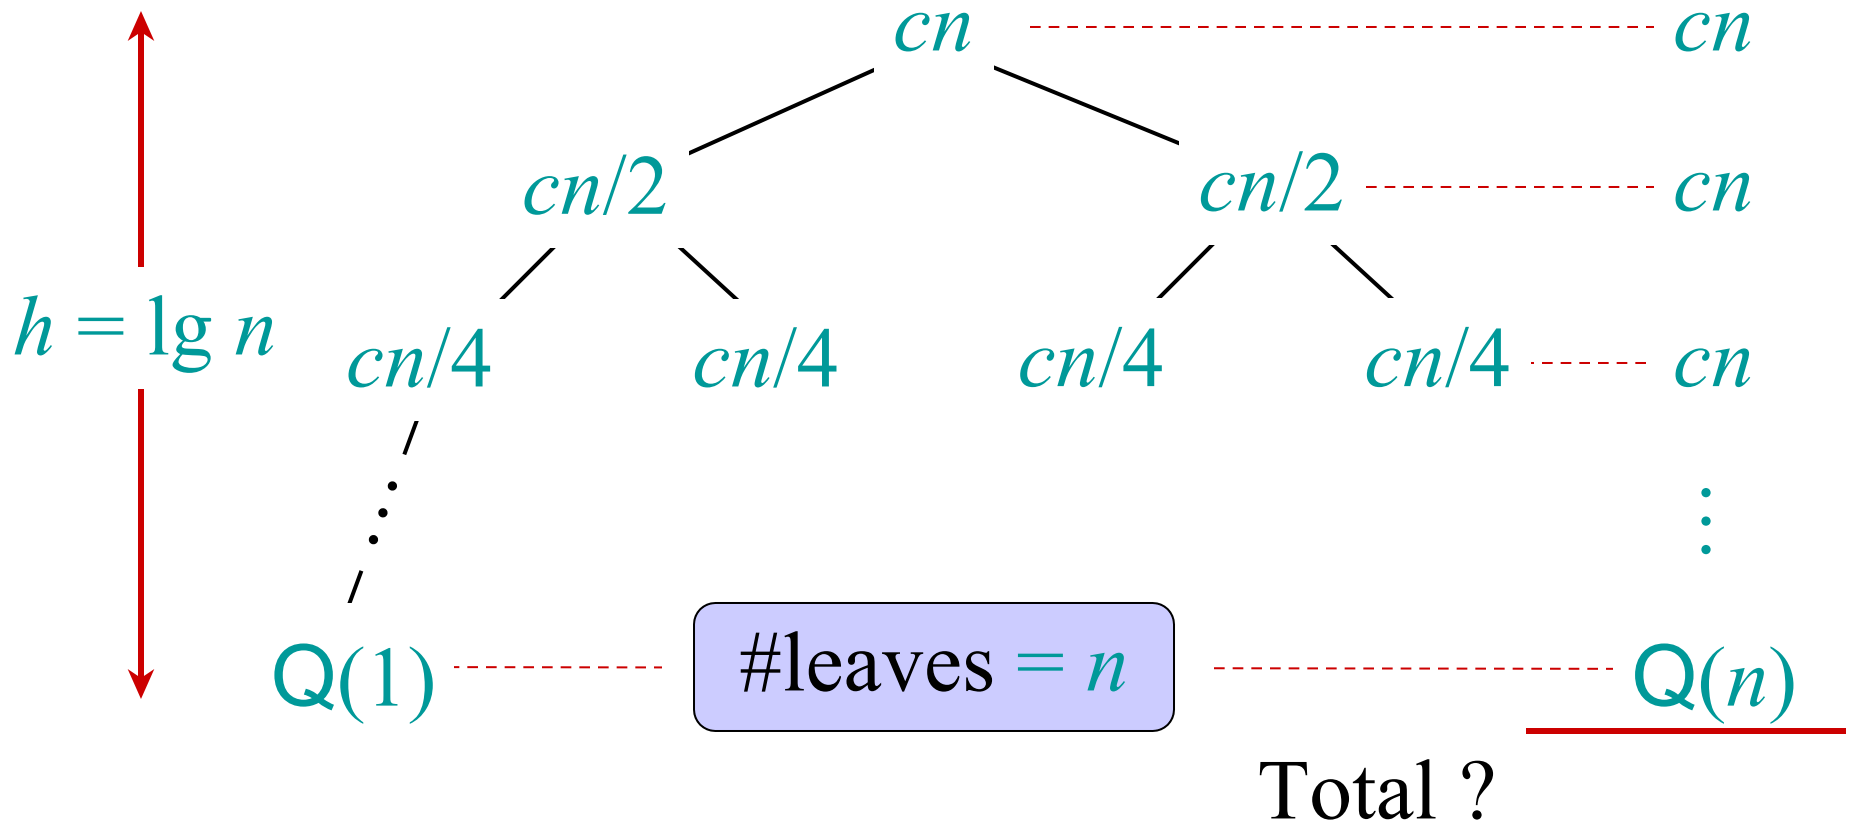 cn cn
cn/2 cn/2 cn
h = lg n
cn/4 cn/4 cn/4 cn/4 cn
Q(1) #leaves = n Q(n)
Total ?